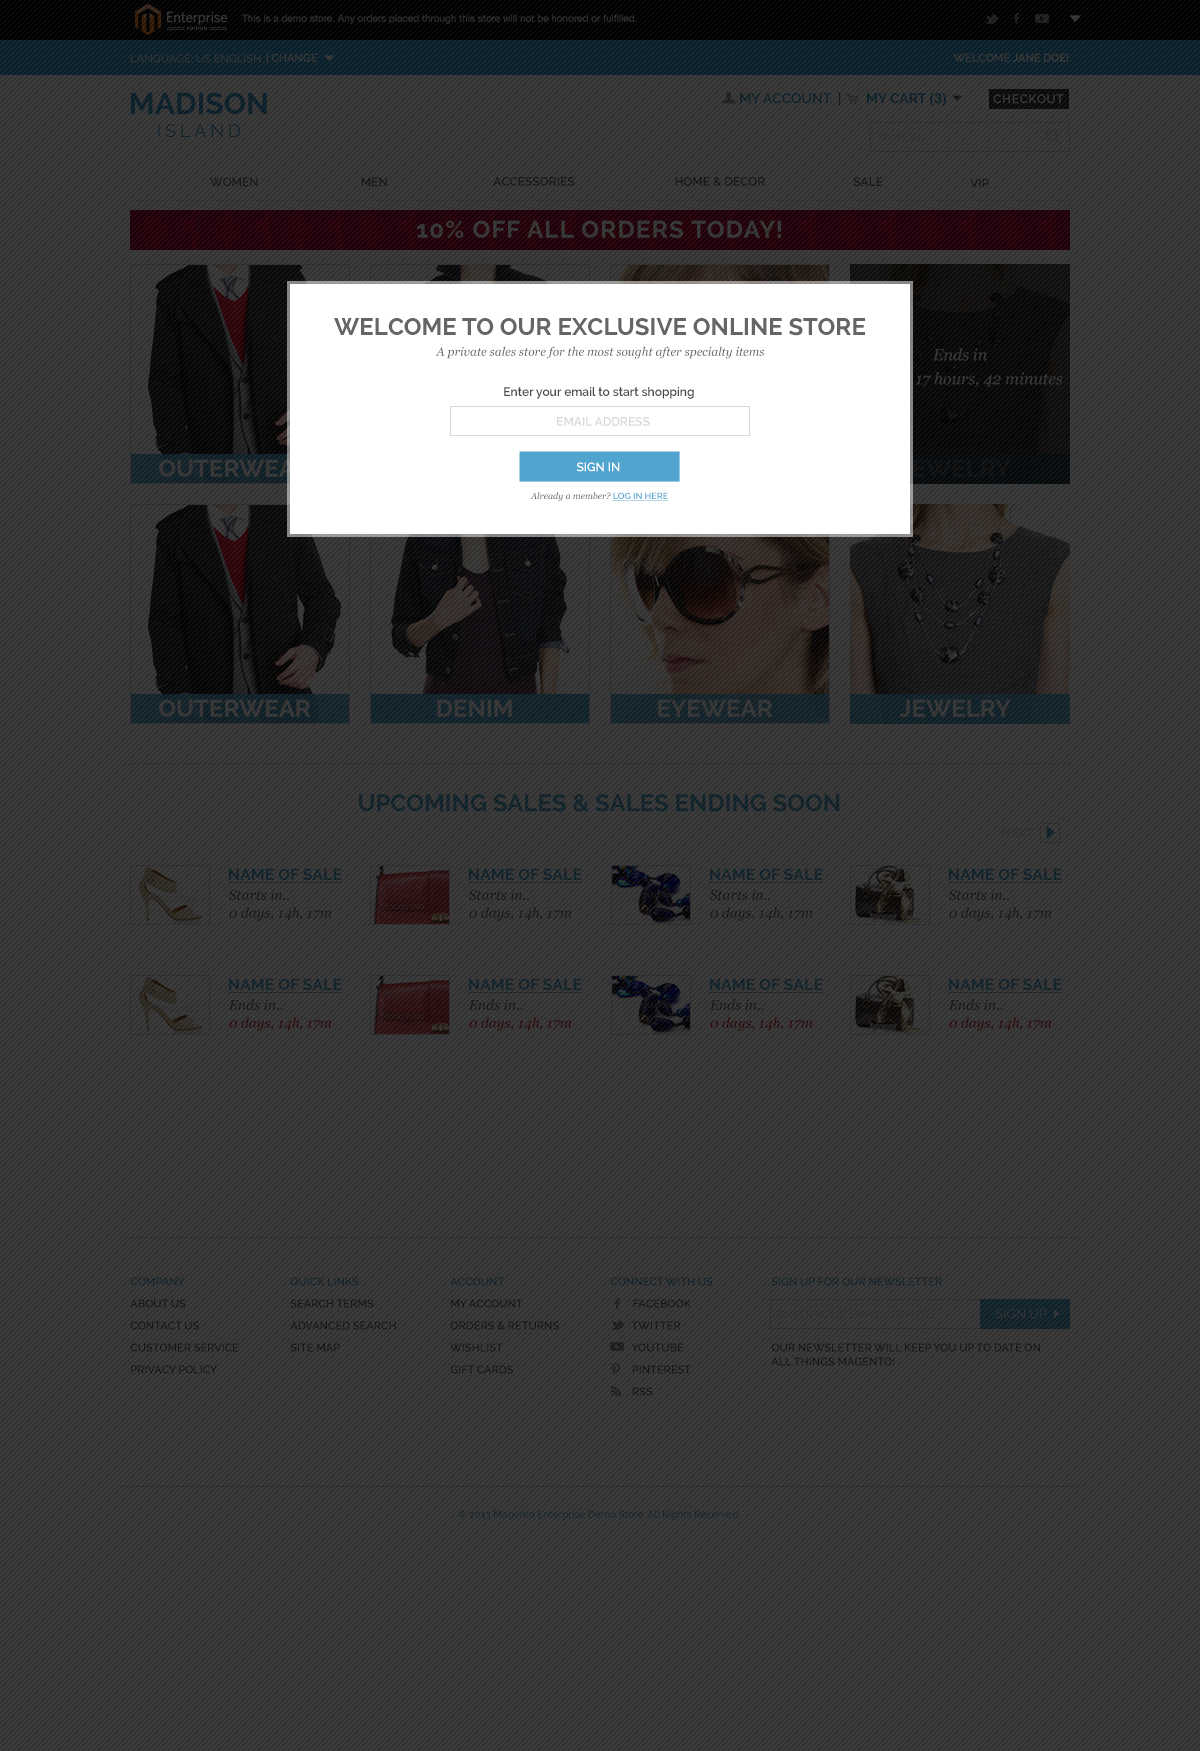 Enterprise
This is a demo store. Any orders placed through this store will not be honored or fulfilled.
LANGUAGE: US ENGLISH | CHANGE
WELCOME JANE DOE!
MADISON
ISLAND
MY ACCOUNT | MY CART (3)
CHECKOUT
WOMEN
MEN
ACCESSORIES
HOME & DECOR
SALE
VIP
10% OFF ALL ORDERS TODAY!
WELCOME TO OUR EXCLUSIVE ONLINE STORE
A private sales store for the most sought after specialty items
Enter your email to start shopping
EMAIL ADDRESS
SIGN IN
Already a member? LOG IN HERE
Ends in
17 hours, 42 minutes
OUTERWEA
EWELRY
OUTERWEAR
DENIM
EYEWEAR
JEWELRY
UPCOMING SALES & SALES ENDING SOON
NAME OF SALE
Starts in..
0 days, 14h, 17m
NAME OF SALE
Starts in..
0 days, 14h, 17m
NAME OF SALE
Starts in..
0 days, 14h, 17m
NAME OF SALE
Starts in..
0 days, 14h, 17m
NAME OF SALE
Ends in..
0 days, 14h, 17m
NAME OF SALE
Ends in..
0 days, 14h, 17m
NAME OF SALE
Ends in..
0 days, 14h, 17m
NAME OF SALE
Ends in..
0 days, 14h, 17m
COMPANY
ABOUT US
CONTACT US
CUSTOMER SERVICE
PRIVACY POLICY
QUICK LINKS
SEARCH TERMS
ADVANCED SEARCH
SITE MAP
ACCOUNT
MY ACCOUNT
ORDERS & RETURNS
WISHLIST
GIFT CARDS
CONNECT WITH US
FACEBOOK
TWITTER
YOUTUBE
PINTEREST
RSS
SIGN UP FOR OUR NEWSLETTER
SIGN UP
OUR NEWSLETTER WILL KEEP YOU UP TO DATE ON
ALL THINGS MAGENTO!
© 2013 Magento Enterprise Demo Store. All Rights Reserved.